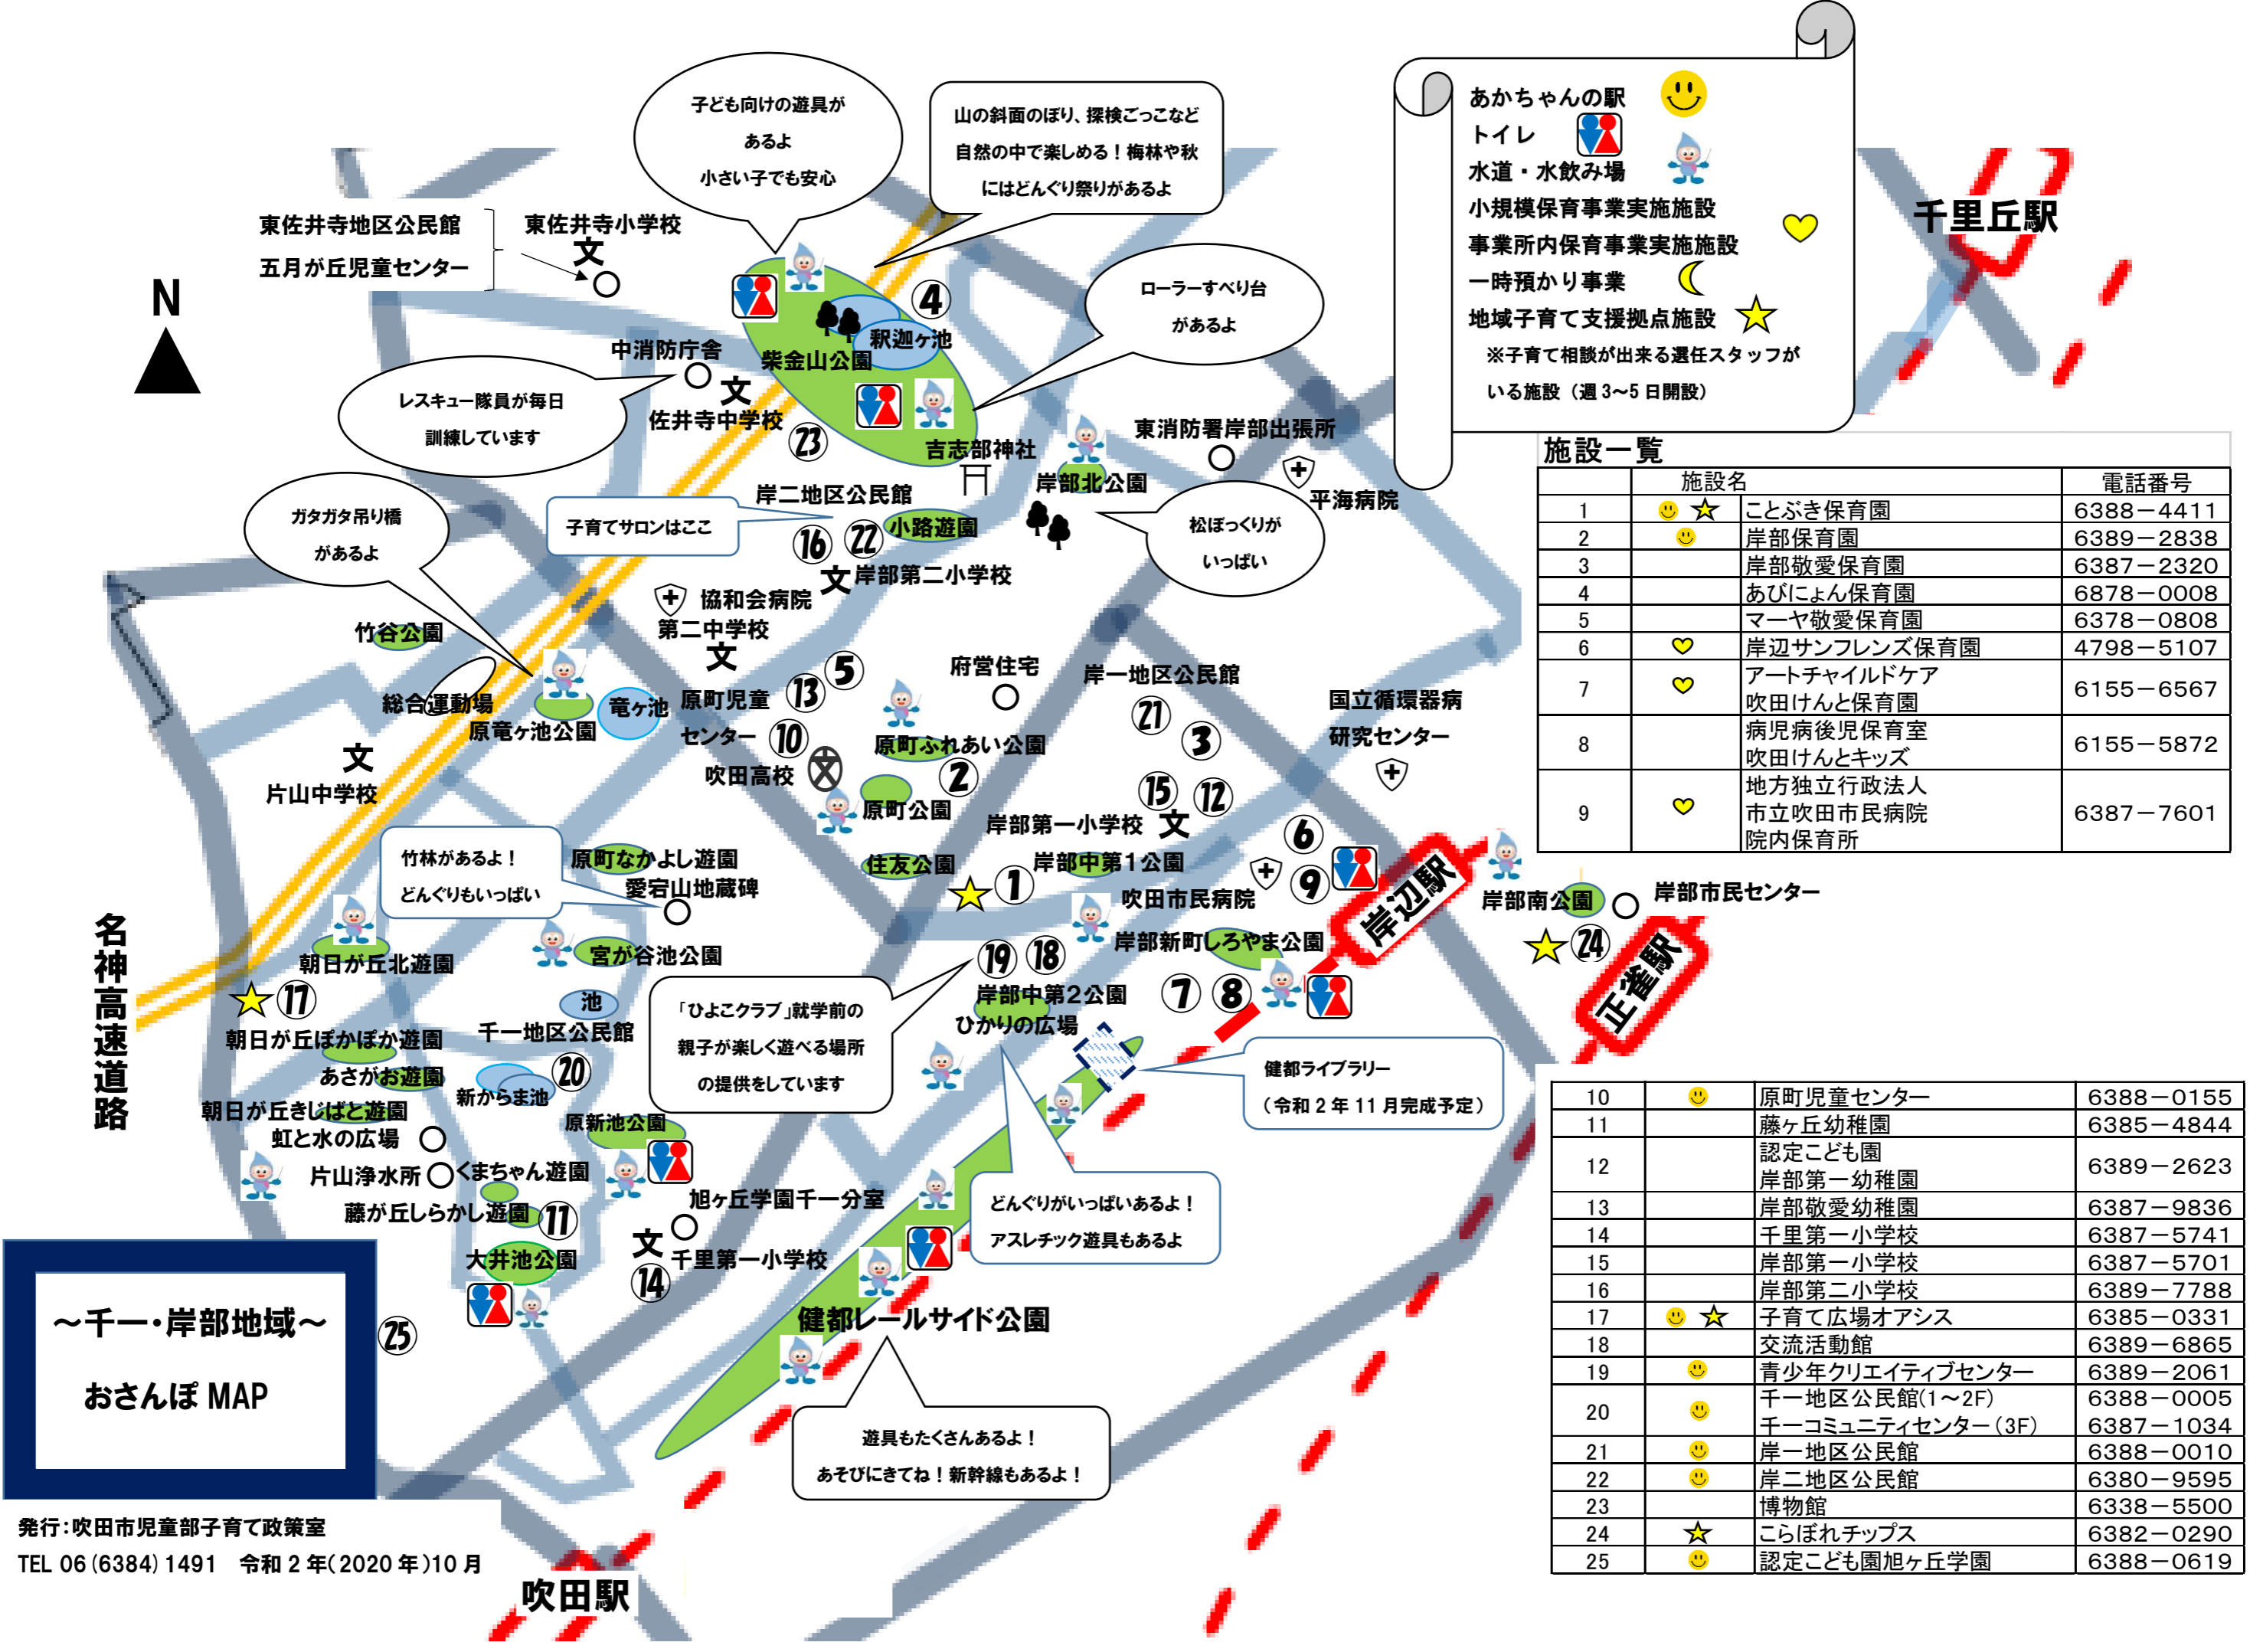 子ども向けの遊具が
あるよ
小さい子でも安心
山の斜面のぼり、探検ごっこなど
自然の中で楽しめる！梅林や秋
にはどんぐり祭りがあるよ
あかちゃんの駅
トイレ
水道・水飲み場
小規模保育事業実施施設
事業所内保育事業実施施設
一時預かり事業
地域子育て支援拠点施設
※子育て相談が出来る選任スタッフが
いる施設（週3～5日開設）
千里丘駅
東佐井寺地区公民館
五月が丘児童センター
東佐井寺小学校
文
N
④
釈迦ヶ池
柴金山公園
ローラーすべり台
があるよ
中消防庁舎
文
佐井寺中学校
㉓
レスキュー隊員が毎日
訓練しています
吉志部神社
東消防署岸部出張所
平海病院
岸部北公園
松ぼっくりが
いっぱい
ガタガタ吊り橋
があるよ
岸二地区公民館
子育てサロンはここ
小路遊園
⑯
㉒
文
岸部第二小学校
協和会病院
第二中学校
文
竹谷公園
総合運動場
原竜ヶ池公園
竜ヶ池
原町児童
センター
⑬
⑤
⑩
府営住宅
岸一地区公民館
㉑
③
国立循環器病
研究センター
文
片山中学校
吹田高校
文
原町ふれあい公園
②
原町公園
⑮
⑫
岸部第一小学校
文
⑥
竹林があるよ！
どんぐりもいっぱい
原町なかよし遊園
愛宕山地蔵碑
住友公園
①
岸部中第1公園
吹田市民病院
⑨
岸辺駅
岸部南公園
岸部市民センター
㉔
正雀駅
名神高速道路
朝日が丘北遊園
宮が谷池公園
⑰
池
⑲
⑱
岸部新町しろやま公園
岸部中第2公園
ひかりの広場
⑦
⑧
「ひよこクラブ」就学前の
親子が楽しく遊べる場所
の提供をしています
朝日が丘ぽかぽか遊園
千一地区公民館
⑳
あさがお遊園
新からま池
朝日が丘きじばと遊園
虹と水の広場
原新池公園
健都ライブラリー
（令和2年11月完成予定）
片山浄水所
くまちゃん遊園
藤が丘しらかし遊園
⑪
旭ヶ丘学園千一分室
文
千里第一小学校
⑭
大井池公園
どんぐりがいっぱいあるよ！
アスレチック遊具もあるよ
㉕
健都レールサイド公園
遊具もたくさんあるよ！
あそびにきてね！新幹線もあるよ！
～千一・岸部地域～
おさんぽ MAP
発行：吹田市児童部子育て政策室
TEL 06（6384）1491　令和2年（2020年）10月
吹田駅
施設一覧
施設名 電話番号
1 ことぶき保育園 6388－4411
2 岸部保育園 6389－2838
3 岸部敬愛保育園 6387－2320
4 あびにょん保育園 6878－0008
5 マーヤ敬愛保育園 6378－0808
6 岸辺サンフレンズ保育園 4798－5107
7 アートチャイルドケア
吹田けんと保育園 6155－6567
8 病児病後児保育室
吹田けんとキッズ 6155－5872
9 地方独立行政法人
市立吹田市民病院
院内保育所 6387－7601
10 原町児童センター 6388－0155
11 藤ヶ丘幼稚園 6385－4844
12 認定こども園
岸部第一幼稚園 6389－2623
13 岸部敬愛幼稚園 6387－9836
14 千里第一小学校 6387－5741
15 岸部第一小学校 6387－5701
16 岸部第二小学校 6389－7788
17 子育て広場オアシス 6385－0331
18 交流活動館 6389－6865
19 青少年クリエイティブセンター 6389－2061
20 千一地区公民館(1～2F) 6388－0005
千一コミュニティセンター（3F） 6387－1034
21 岸一地区公民館 6388－0010
22 岸二地区公民館 6380－9595
23 博物館 6338－5500
24 こらぼれチップス 6382－0290
25 認定こども園旭ヶ丘学園 6388－0619